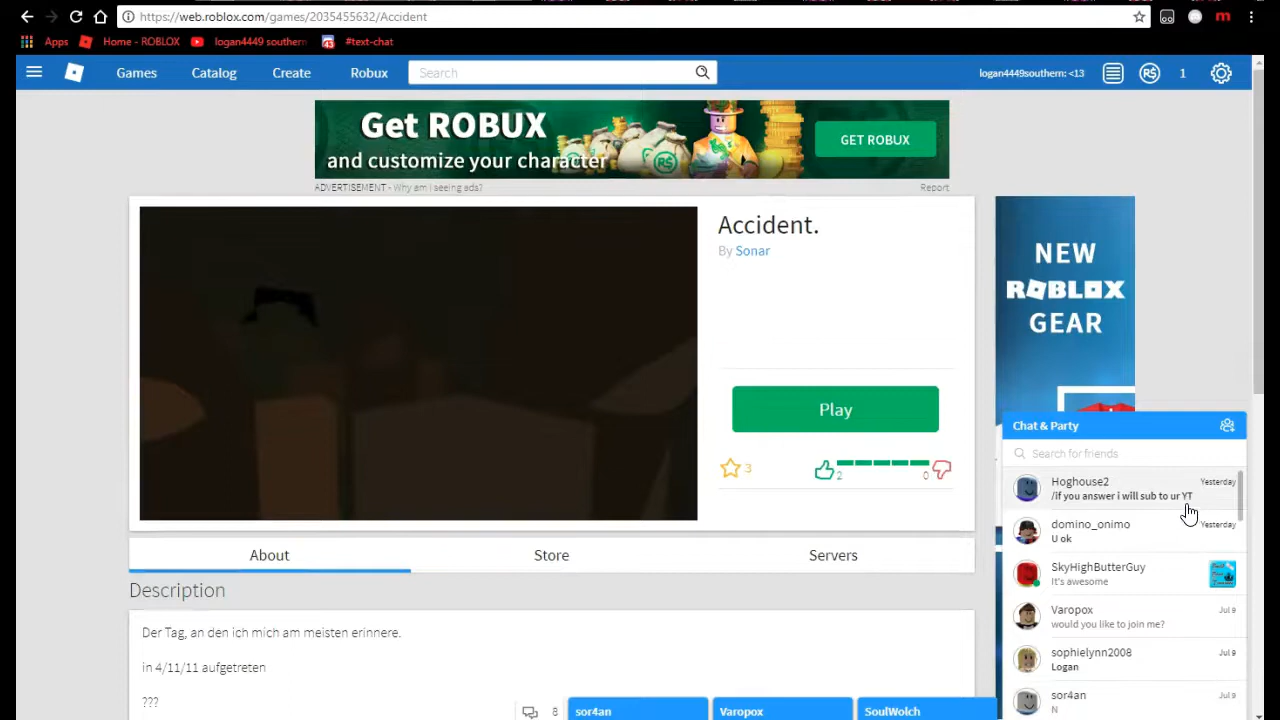 https://web.roblox.com/games/2035455632/Accident
Apps
Home - ROBLOX
logan4449 southern
43
#text-chat
Games
Catalog
Create
Robux
Search
logan4449southern: <13
R$
1
Get ROBUX
and customize your character
R$
GET ROBUX
ADVERTISEMENT - Why am I seeing ads?
Report
Accident.
By Sonar
Play
3
2
0
NEW
ROBLOX
GEAR
Chat & Party
Search for friends
Hoghouse2
Yesterday
/if you answer i will sub to ur YT
domino_onimo
Yesterday
U ok
SkyHighButterGuy
It's awesome
Varopox
Jul 9
would you like to join me?
sophielynn2008
Jul 9
Logan
sor4an
Jul 9
N
About
Store
Servers
Description
Der Tag, an den ich mich am meisten erinnere.
in 4/11/11 aufgetreten
???
8
sor4an
Varopox
SoulWolch